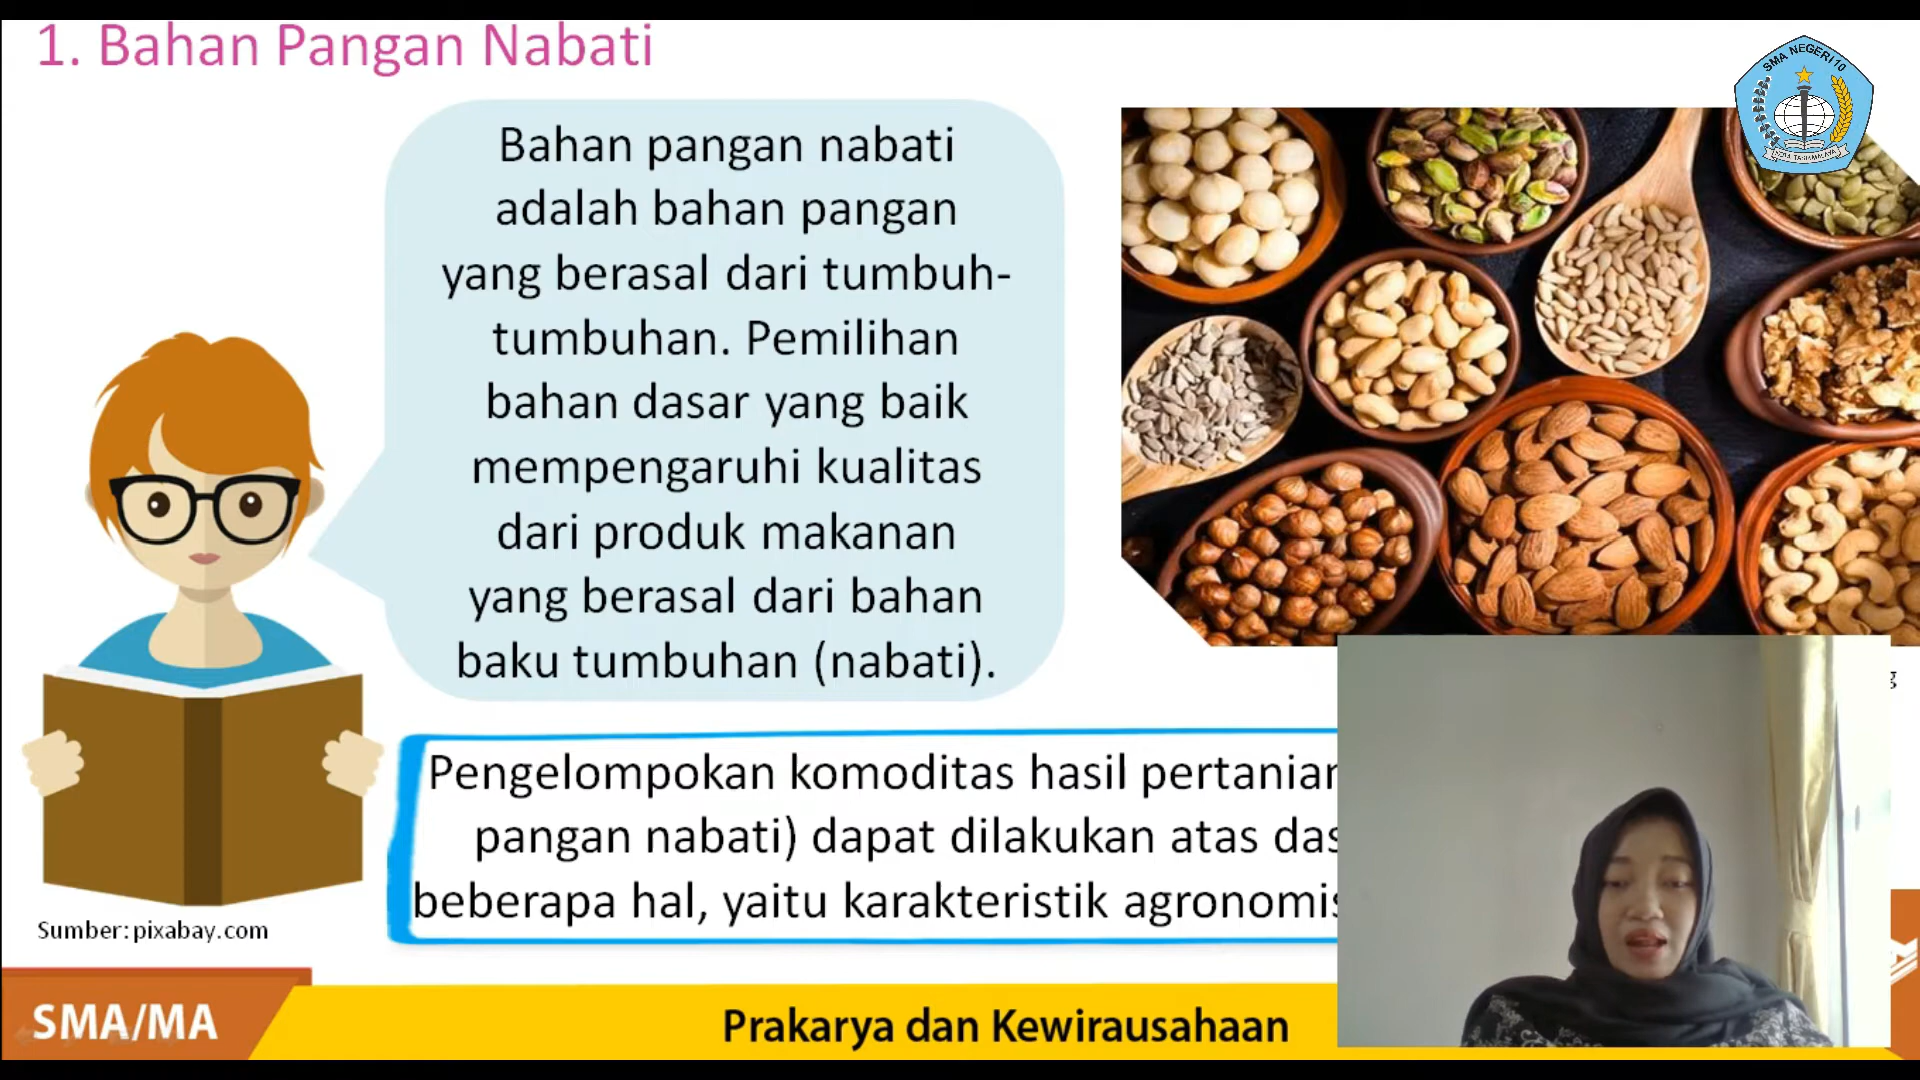 1. Bahan Pangan Nabati
SMA NEGERI 10
Bahan pangan nabati
adalah bahan pangan
yang berasal dari tumbuh-
tumbuhan. Pemilihan
bahan dasar yang baik
mempengaruhi kualitas
dari produk makanan
yang berasal dari bahan
baku tumbuhan (nabati).
Pengelompokan komoditas hasil pertanian
pangan nabati) dapat dilakukan atas das
beberapa hal, yaitu karakteristik agronomis
Sumber: pixabay.com
SMA/MA
Prakarya dan Kewirausahaan